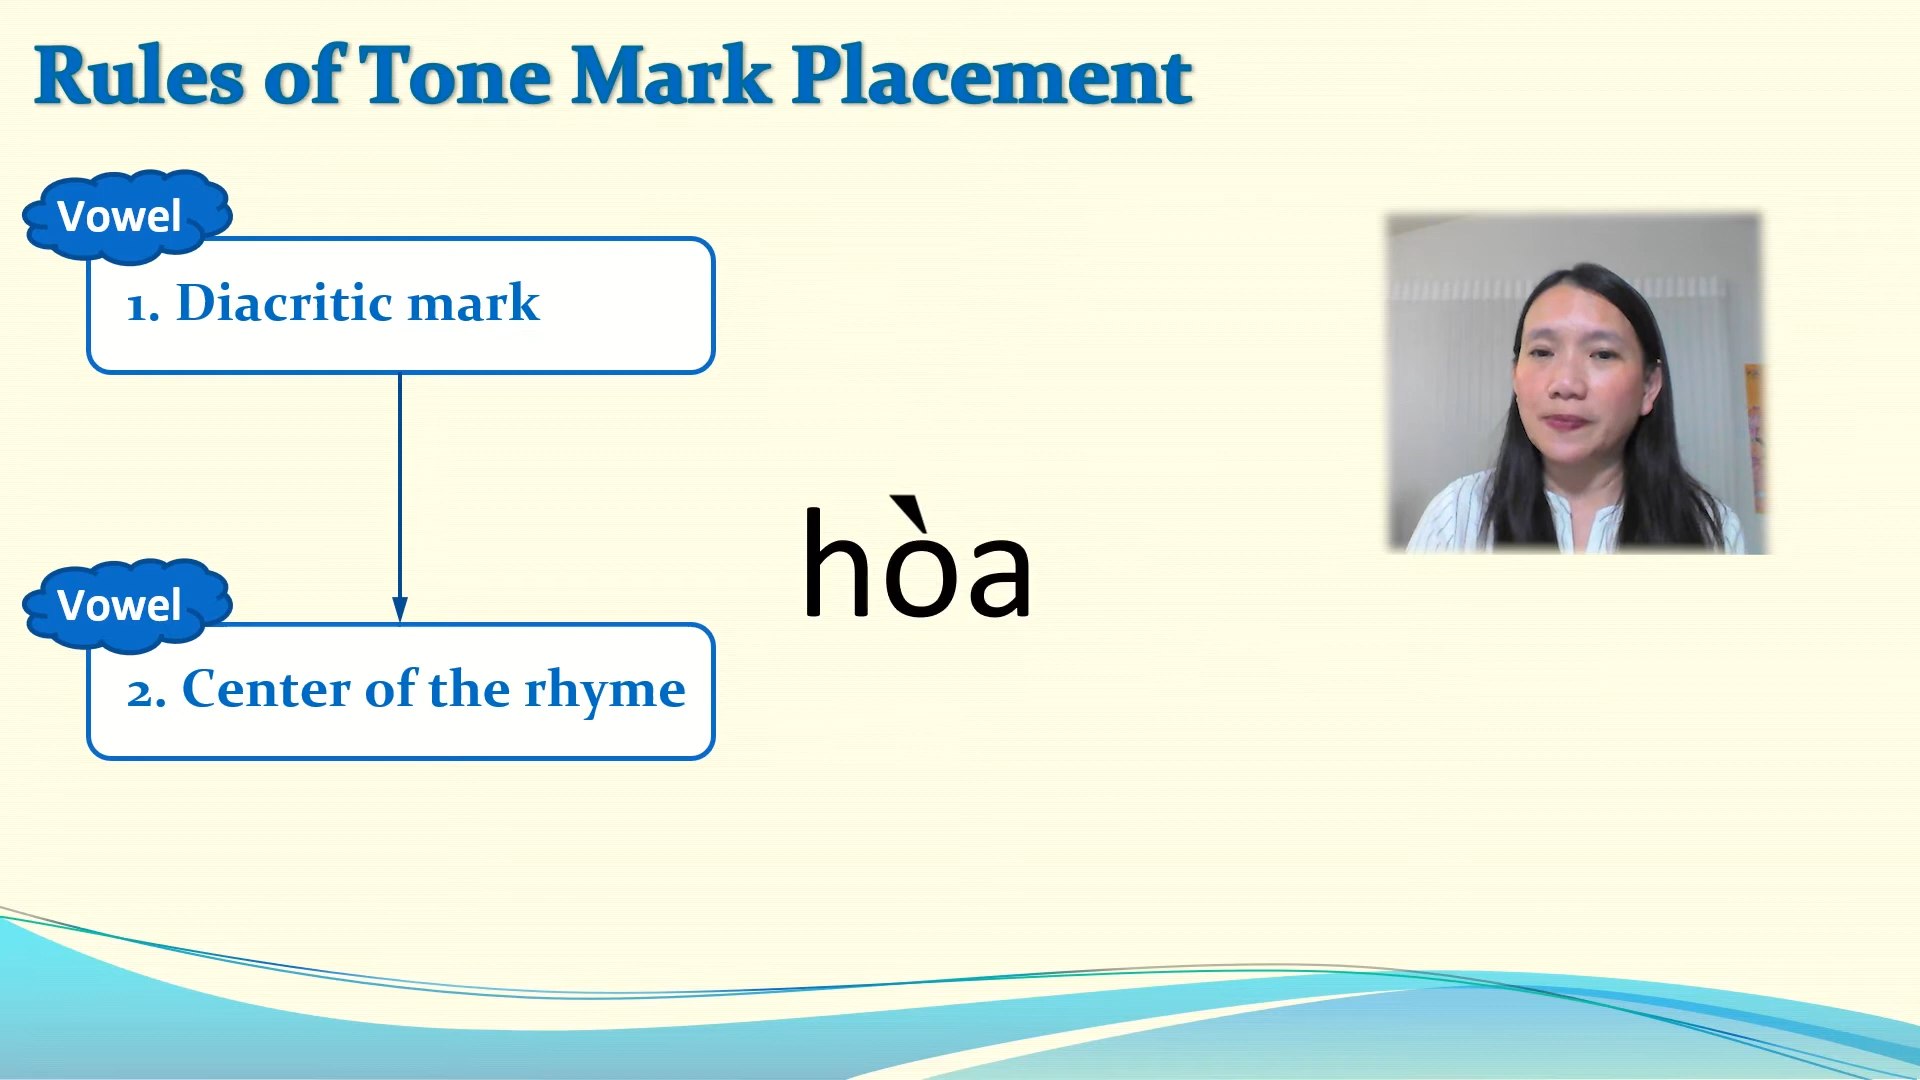 Rules of Tone Mark Placement
Vowel
1. Diacritic mark
hòa
Vowel
2. Center of the rhyme